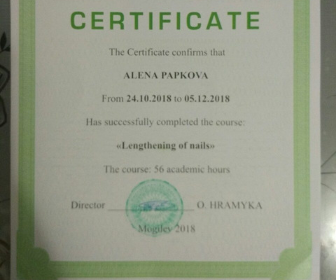 CERTIFICATE
The Certificate confirms that
ALENA PAPKOVA
From 24.10.2018 to 05.12.2018
Has successfully completed the course:
«Lengthening of nails»
The course: 56 academic hours
Director O. HRAMYKA
Mogilev 2018